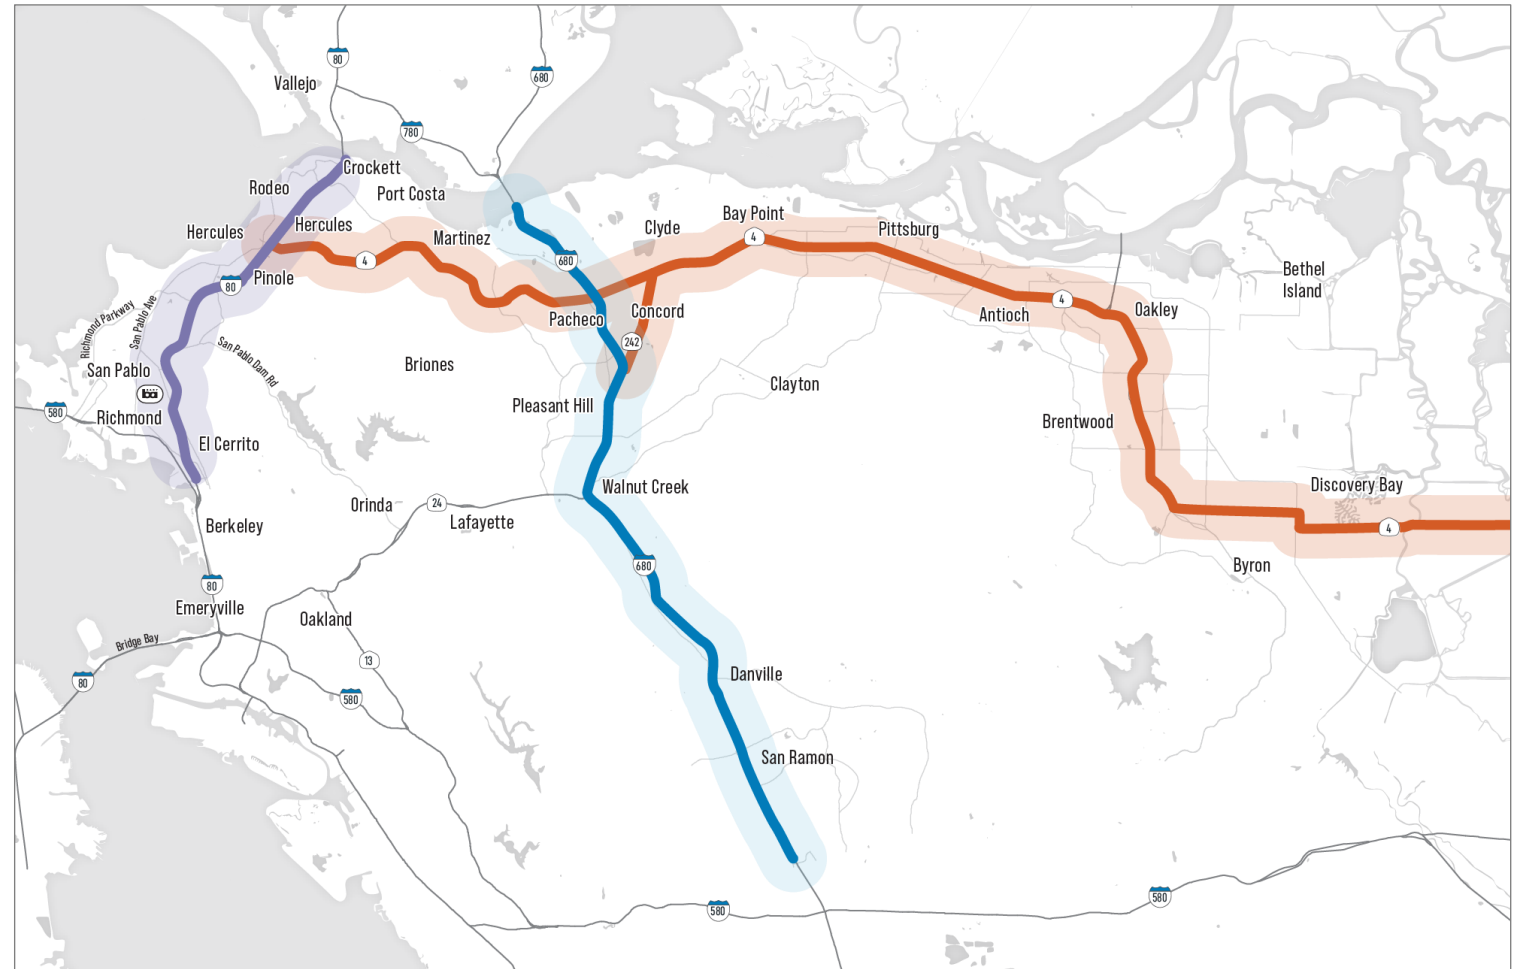 80
680
Vallejo
780
Crockett
Rodeo
Port Costa
Hercules
Hercules
Martinez
Clyde
Bay Point
4
Pittsburg
4
680
Pinole
80
Bethel
Island
Richmond Parkway
San Pablo Ave
Pacheco
Concord
4
Oakley
Antioch
242
San Pablo Dam Rd
San Pablo
Briones
Clayton
580
Richmond
Pleasant Hill
Brentwood
El Cerrito
Walnut Creek
Discovery Bay
Orinda
24
Lafayette
Berkeley
4
680
Byron
80
Emeryville
Oakland
Bridge Bay
13
80
580
Danville
San Ramon
580
580